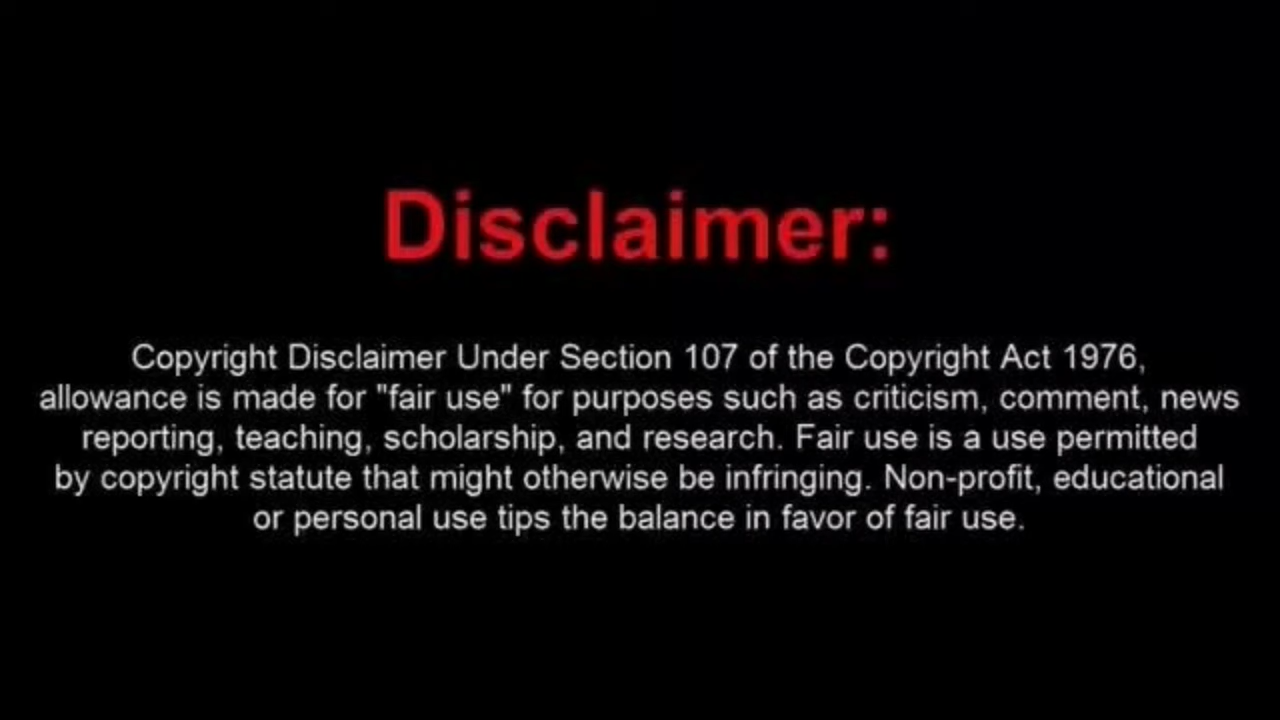 Disclaimer:
Copyright Disclaimer Under Section 107 of the Copyright Act 1976,
allowance is made for "fair use" for purposes such as criticism, comment, news
reporting, teaching, scholarship, and research. Fair use is a use permitted
by copyright statute that might otherwise be infringing. Non-profit, educational
or personal use tips the balance in favor of fair use.